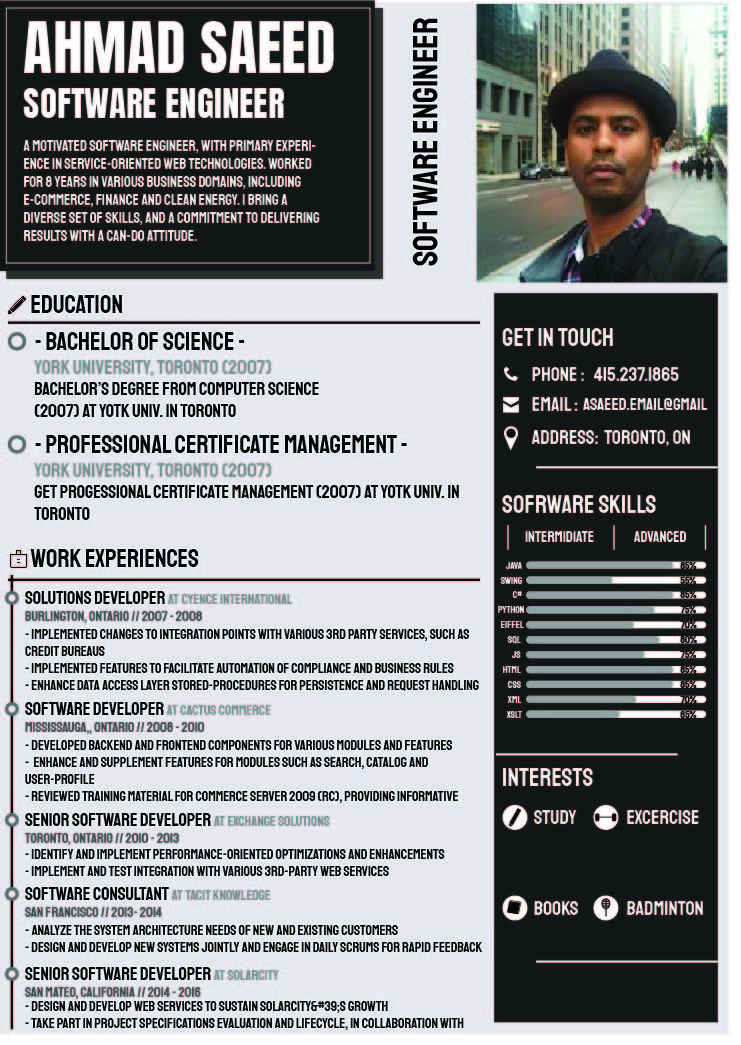 AHMAD SAEED
SOFTWARE ENGINEER
A MOTIVATED SOFTWARE ENGINEER, WITH PRIMARY EXPERI-
ENCE IN SERVICE-ORIENTED WEB TECHNOLOGIES. WORKED
FOR 8 YEARS IN VARIOUS BUSINESS DOMAINS, INCLUDING
E-COMMERCE, FINANCE AND CLEAN ENERGY. I BRING A
DIVERSE SET OF SKILLS, AND A COMMITMENT TO DELIVERING
RESULTS WITH A CAN-DO ATTITUDE.
SOFTWARE ENGINEER
EDUCATION
- BACHELOR OF SCIENCE -
YORK UNIVERSITY, TORONTO (2007)
BACHELOR'S DEGREE FROM COMPUTER SCIENCE
(2007) AT YOTK UNIV. IN TORONTO
- PROFESSIONAL CERTIFICATE MANAGEMENT -
YORK UNIVERSITY, TORONTO (2007)
GET PROGESSIONAL CERTIFICATE MANAGEMENT (2007) AT YOTK UNIV. IN
TORONTO
WORK EXPERIENCES
SOLUTIONS DEVELOPER AT CYENCE INTERNATIONAL
BURLINGTON, ONTARIO // 2007 - 2008
- IMPLEMENTED CHANGES TO INTEGRATION POINTS WITH VARIOUS 3RD PARTY SERVICES, SUCH AS
CREDIT BUREAUS
- IMPLEMENTED FEATURES TO FACILITATE AUTOMATION OF COMPLIANCE AND BUSINESS RULES
- ENHANCE DATA ACCESS LAYER STORED-PROCEDURES FOR PERSISTENCE AND REQUEST HANDLING
SOFTWARE DEVELOPER AT CACTUS COMMERCE
MISSISSAUGA,, ONTARIO // 2008 - 2010
- DEVELOPED BACKEND AND FRONTEND COMPONENTS FOR VARIOUS MODULES AND FEATURES
- ENHANCE AND SUPPLEMENT FEATURES FOR MODULES SUCH AS SEARCH, CATALOG AND
USER-PROFILE
- REVIEWED TRAINING MATERIAL FOR COMMERCE SERVER 2009 (RC), PROVIDING INFORMATIVE
SENIOR SOFTWARE DEVELOPER AT EXCHANGE SOLUTIONS
TORONTO, ONTARIO // 2010 - 2013
- IDENTIFY AND IMPLEMENT PERFORMANCE-ORIENTED OPTIMIZATIONS AND ENHANCEMENTS
- IMPLEMENT AND TEST INTEGRATION WITH VARIOUS 3RD-PARTY WEB SERVICES
SOFTWARE CONSULTANT AT TACIT KNOWLEDGE
SAN FRANCISCO // 2013- 2014
- ANALYZE THE SYSTEM ARCHITECTURE NEEDS OF NEW AND EXISTING CUSTOMERS
- DESIGN AND DEVELOP NEW SYSTEMS JOINTLY AND ENGAGE IN DAILY SCRUMS FOR RAPID FEEDBACK
SENIOR SOFTWARE DEVELOPER AT SOLARCITY
SAN MATEO, CALIFORNIA // 2014 - 2016
- DESIGN AND DEVELOP WEB SERVICES TO SUSTAIN SOLARCITY&#39;S GROWTH
- TAKE PART IN PROJECT SPECIFICATIONS EVALUATION AND LIFECYCLE, IN COLLABORATION WITH
GET IN TOUCH
PHONE : 415.237.1865
EMAIL : ASAEED.EMAIL@GMAIL
ADDRESS: TORONTO, ON
SOFRWARE SKILLS
INTERMIDIATE ADVANCED
JAVA 85%
SWING 55%
C# 85%
PYTHON 75%
EIFFEL 70%
SQL 80%
JS 75%
HTML 85%
CSS 85%
XML 70%
XSLT 65%
INTERESTS
STUDY EXCERCISE
BOOKS BADMINTON